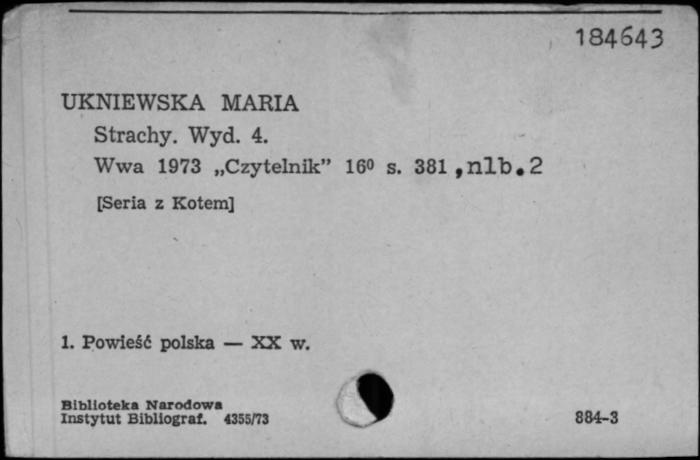 184643
UKNIEWSKA MARIA
Strachy. Wyd. 4.
Wwa 1973 „Czytelnik” 16⁰ s. 381 ,nlb.2
[Seria z Kotem]
1. Powieść polska — XX w.
Biblioteka Narodowa
Instytut Bibliograf. 4355/73
884-3